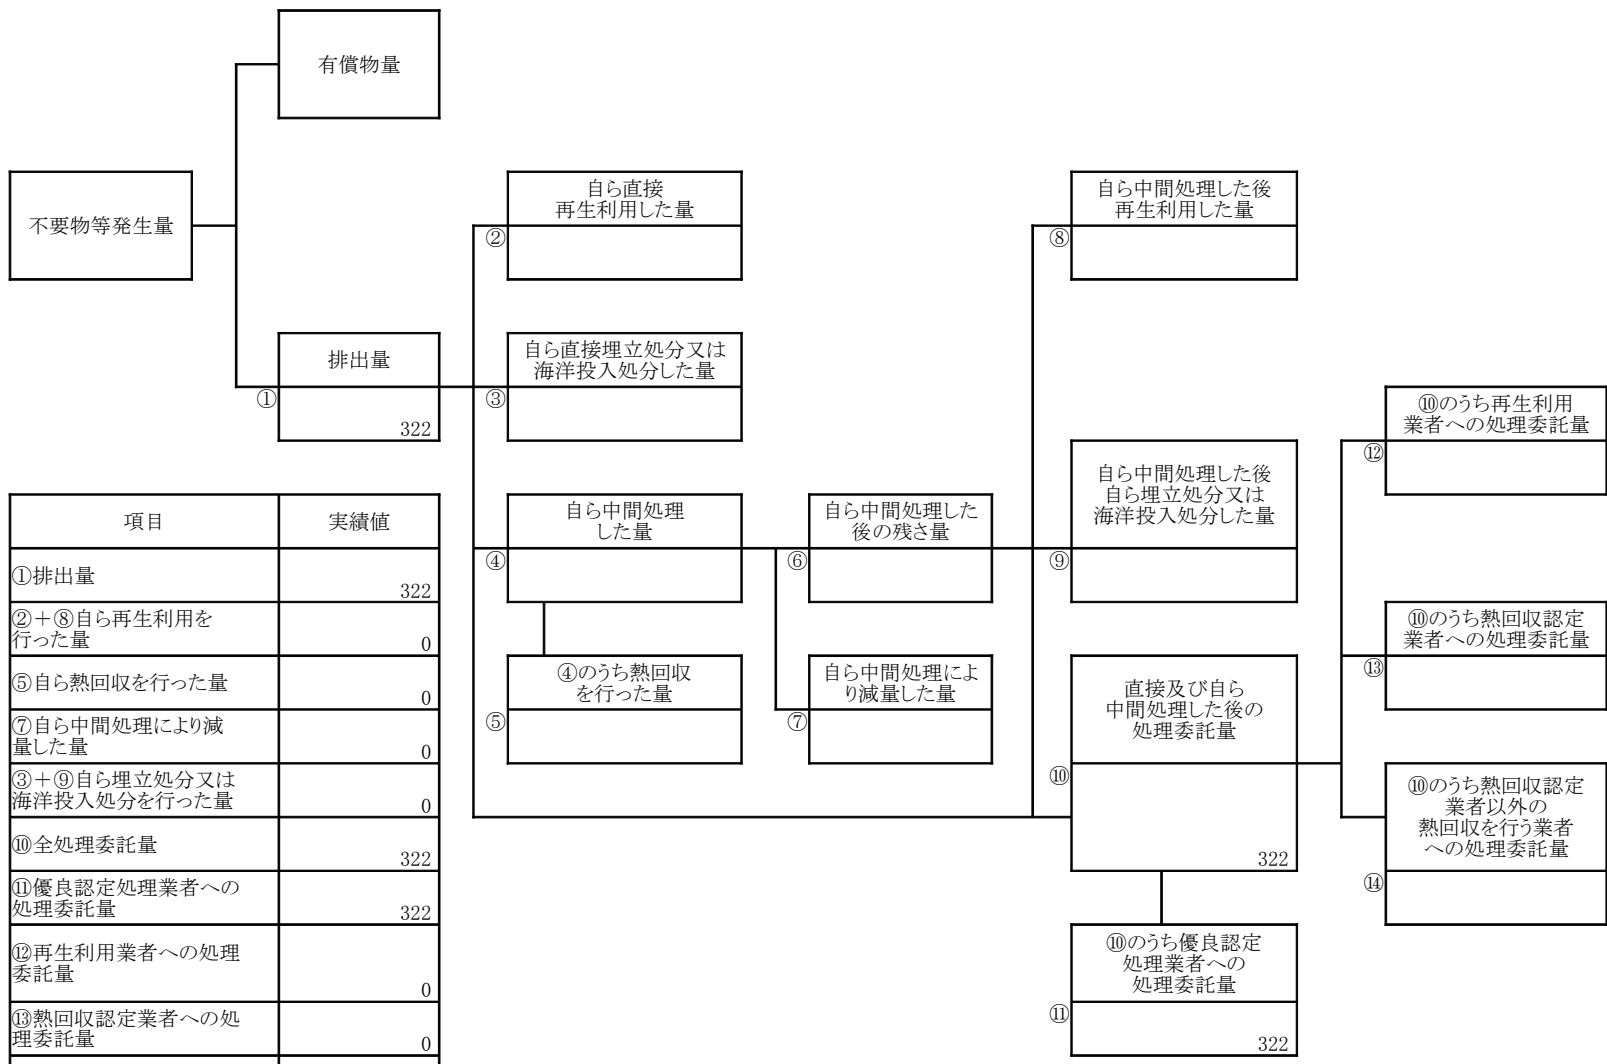 有償物量
不要物等発生量
自ら直接
再生利用した量
②
自ら中間処理した後
再生利用した量
⑧
排出量
①
322
自ら直接埋立処分又は
海洋投入処分した量
③
⑩のうち再生利用
業者への処理委託量
⑫
自ら中間処理
した量
④
自ら中間処理した
後の残さ量
⑥
自ら中間処理した後
自ら埋立処分又は
海洋投入処分した量
⑨
⑩のうち熱回収認定
業者への処理委託量
⑬
④のうち熱回収
を行った量
⑤
自ら中間処理によ
り減量した量
⑦
直接及び自ら
中間処理した後の
処理委託量
⑩
322
⑩のうち熱回収認定
業者以外の
熱回収を行う業者
への処理委託量
⑭
⑩のうち優良認定
処理業者への
処理委託量
⑪
322
項目 実績値
①排出量
322
②+⑧自ら再生利用を
行った量
0
⑤自ら熱回収を行った量
0
⑦自ら中間処理により減
量した量
0
③+⑨自ら埋立処分又は
海洋投入処分を行った量
0
⑩全処理委託量
322
⑪優良認定処理業者への
処理委託量
322
⑫再生利用業者への処理
委託量
0
⑬熱回収認定業者への処
理委託量
0